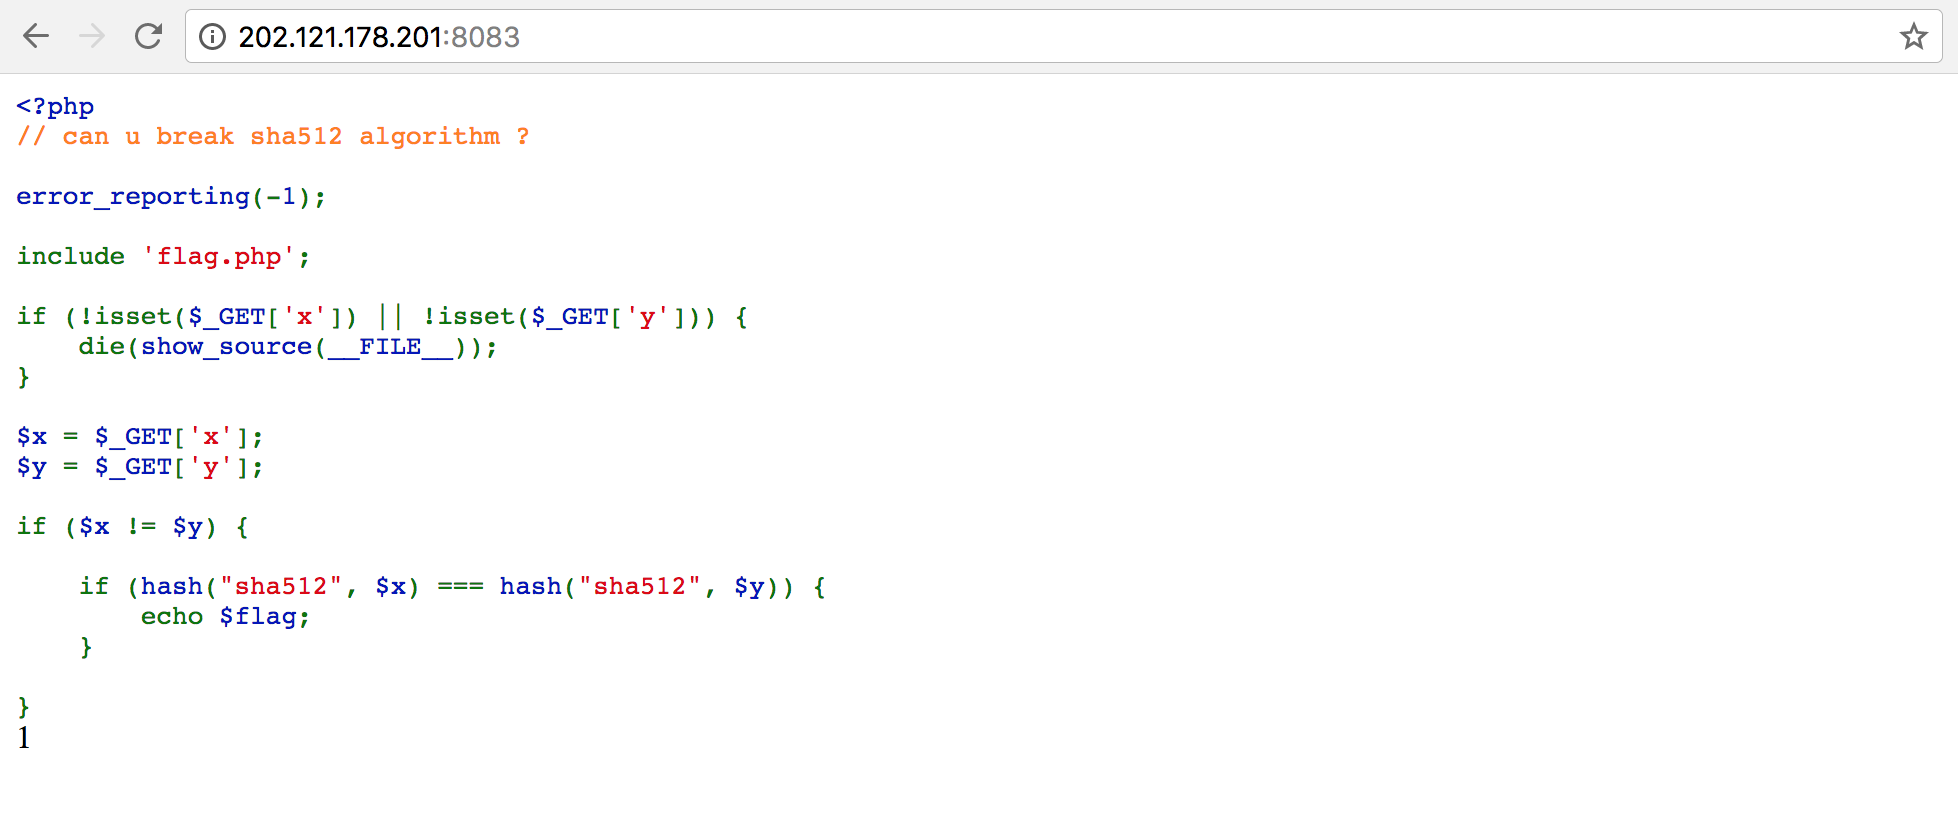 202.121.178.201:8083
<?php
// can u break sha512 algorithm ?
error_reporting(-1);
include 'flag.php';
if (!isset($_GET['x']) || !isset($_GET['y'])) {
    die(show_source(__FILE__));
}
$x = $_GET['x'];
$y = $_GET['y'];
if ($x != $y) {
    if (hash("sha512", $x) === hash("sha512", $y)) {
        echo $flag;
    }
}
1